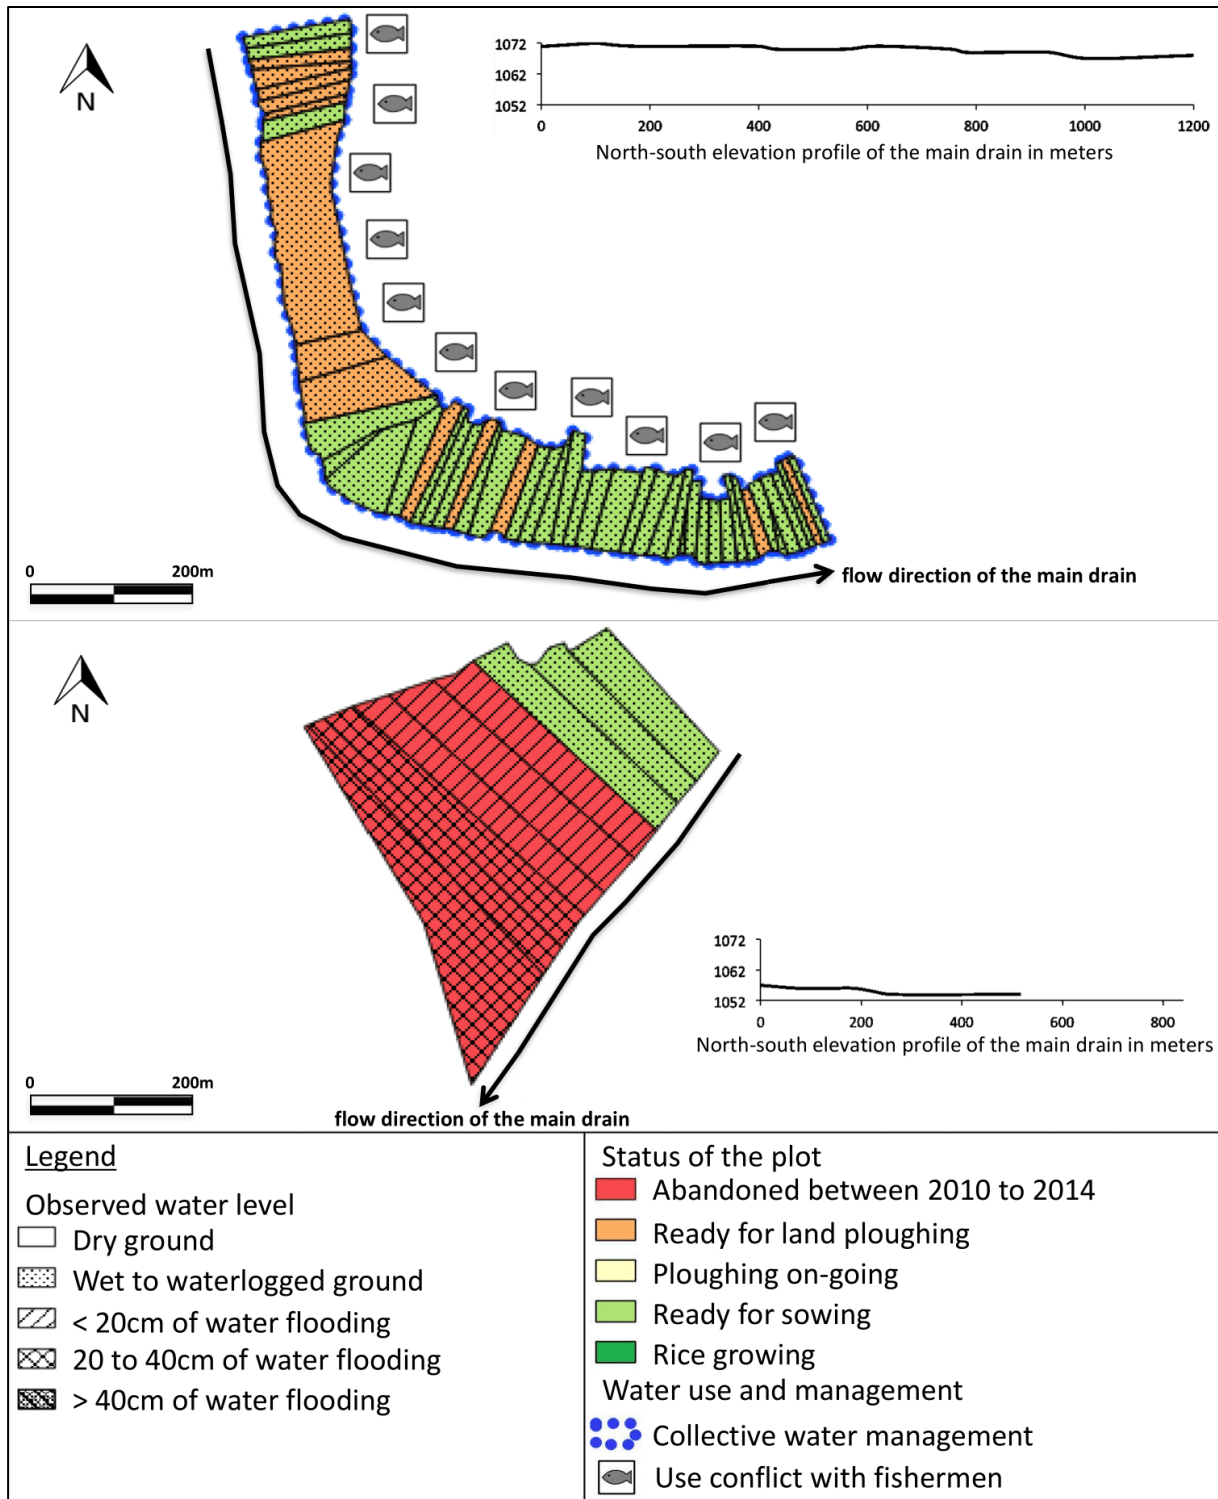 N
1072
1062
1052
0 200 400 600 800 1000 1200
North-south elevation profile of the main drain in meters
0 200m
flow direction of the main drain
N
1072
1062
1052
0 200 400 600 800
North-south elevation profile of the main drain in meters
0 200m
flow direction of the main drain
Legend
Observed water level
Dry ground
Wet to waterlogged ground
< 20cm of water flooding
20 to 40cm of water flooding
> 40cm of water flooding
Status of the plot
Abandoned between 2010 to 2014
Ready for land ploughing
Ploughing on-going
Ready for sowing
Rice growing
Water use and management
Collective water management
Use conflict with fishermen